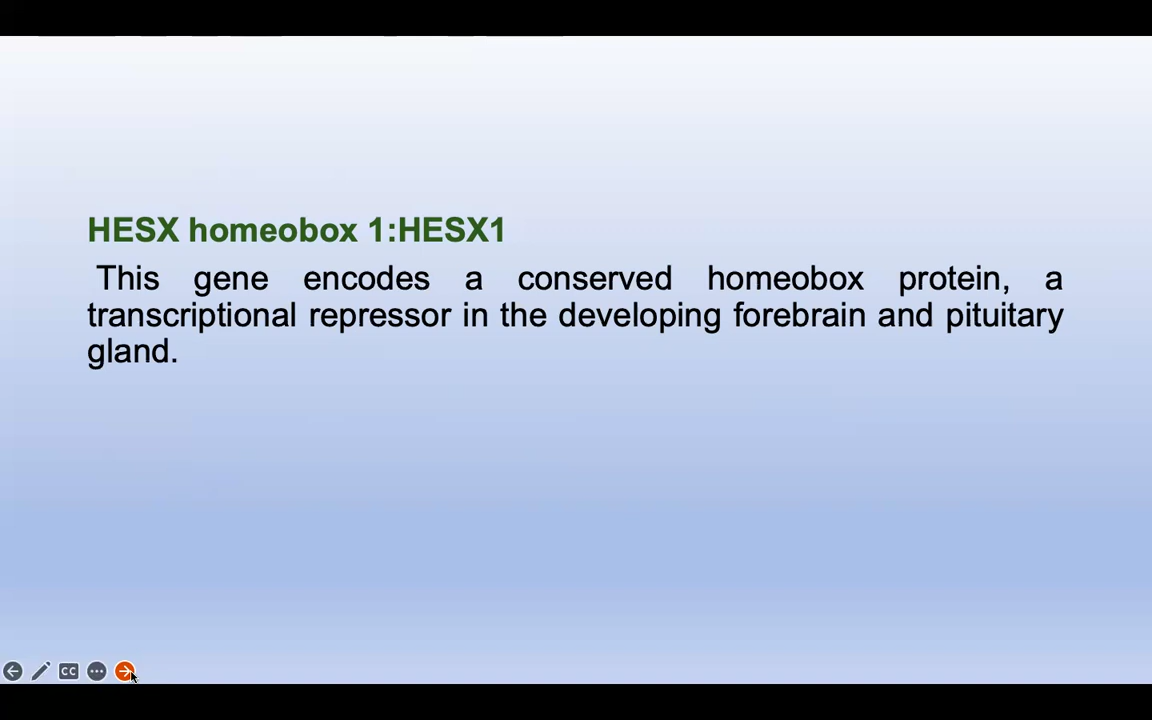 HESX homeobox 1:HESX1
This gene encodes a conserved homeobox protein, a
transcriptional repressor in the developing forebrain and pituitary
gland.
CC